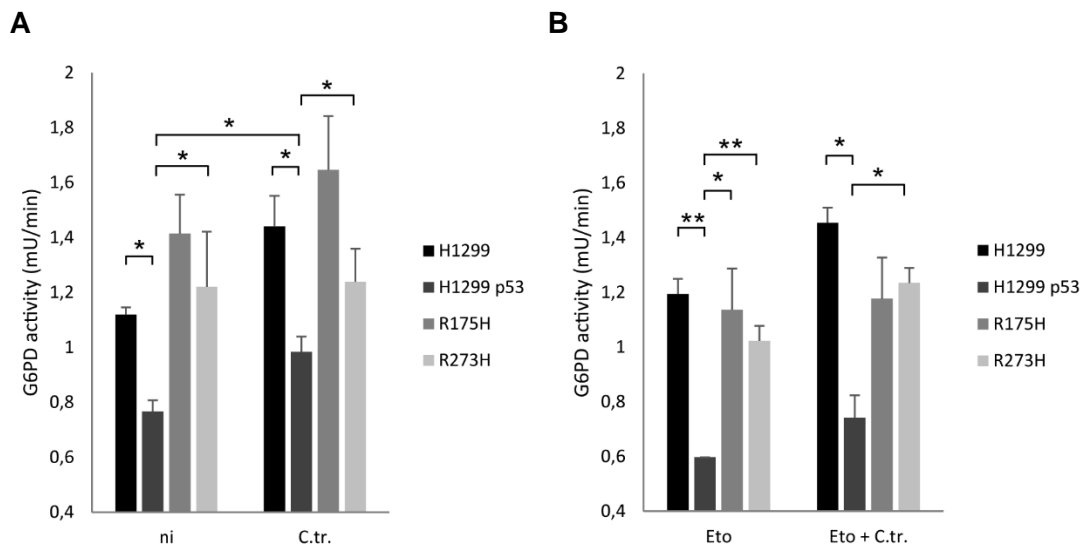 A
G6PD activity (mU/min)
2
1,8
1,6
1,4
1,2
1
0,8
0,6
0,4
*
*
*
*
*
ni
C.tr.
H1299
H1299 p53
R175H
R273H
B
G6PD activity (mU/min)
2
1,8
1,6
1,4
1,2
1
0,8
0,6
0,4
**
*
**
*
*
Eto
Eto + C.tr.
H1299
H1299 p53
R175H
R273H